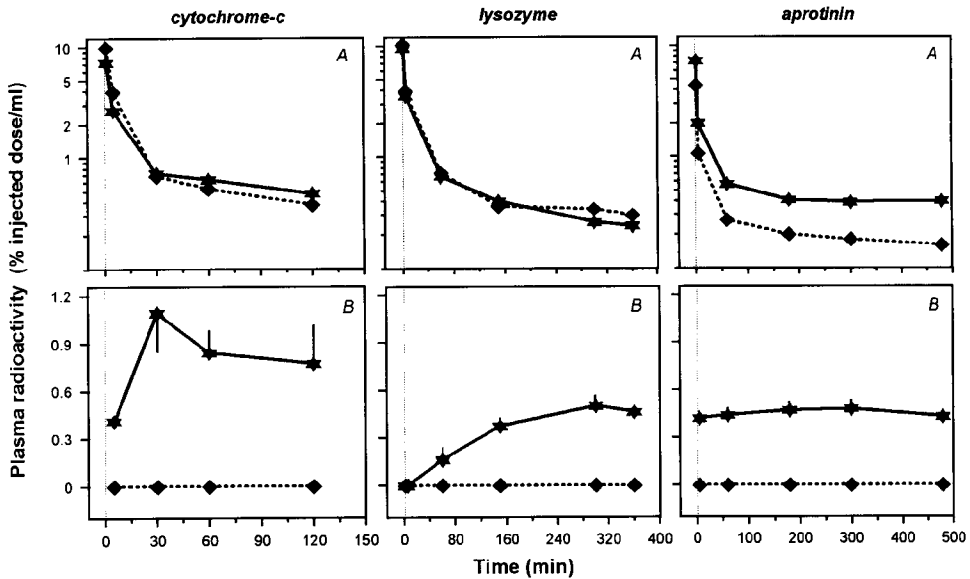 cytochrome-c lysozyme aprotinin
A A A
10
5
2
1
Plasma radioactivity (% injected dose/ml)
B B B
1.2
0.9
0.6
0.3
0
0 30 60 90 120 150 0 80 160 240 320 400 0 100 200 300 400 500
Time (min)